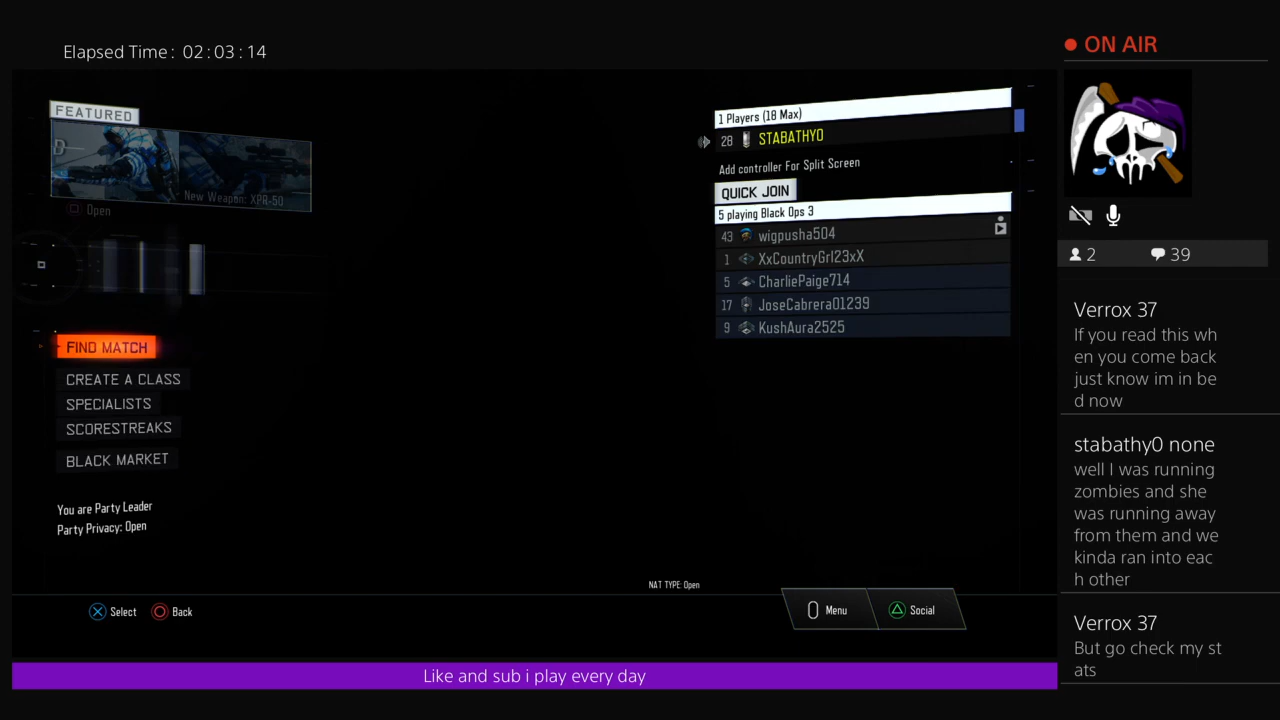 Elapsed Time: 02:03:14
FEATURED
New Weapon: XPR-50
Open
FIND MATCH
CREATE A CLASS
SPECIALISTS
SCORESTREAKS
BLACK MARKET
You are Party Leader
Party Privacy: Open
1 Players (18 Max)
28 STABATHYO
Add controller For Split Screen
QUICK JOIN
5 playing Black Ops 3
43 wigpusha504
1 XxCountryGrl23xX
5 CharliePaige714
17 JoseCabrera01239
9 KushAura2525
NAT TYPE: Open
Select
Back
Menu
Social
Like and sub i play every day
ON AIR
2
39
Verrox 37
If you read this wh
en you come back
just know im in be
d now
stabathy0 none
well I was running
zombies and she
was running away
from them and we
kinda ran into eac
h other
Verrox 37
But go check my st
ats